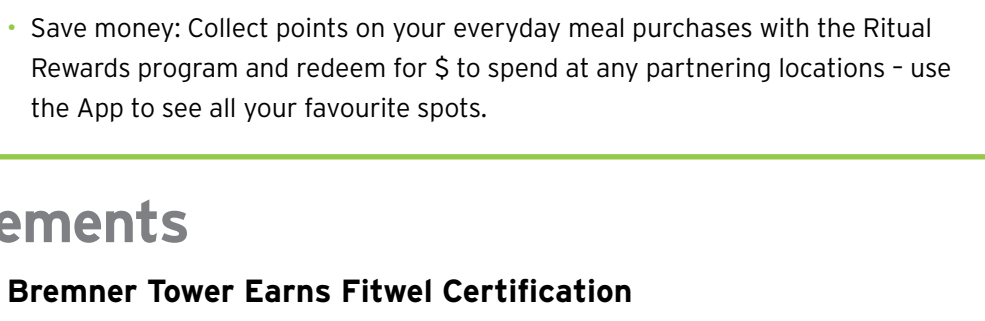 • Save money: Collect points on your everyday meal purchases with the Ritual
Rewards program and redeem for $ to spend at any partnering locations – use
the App to see all your favourite spots.
ements
Bremner Tower Earns Fitwel Certification